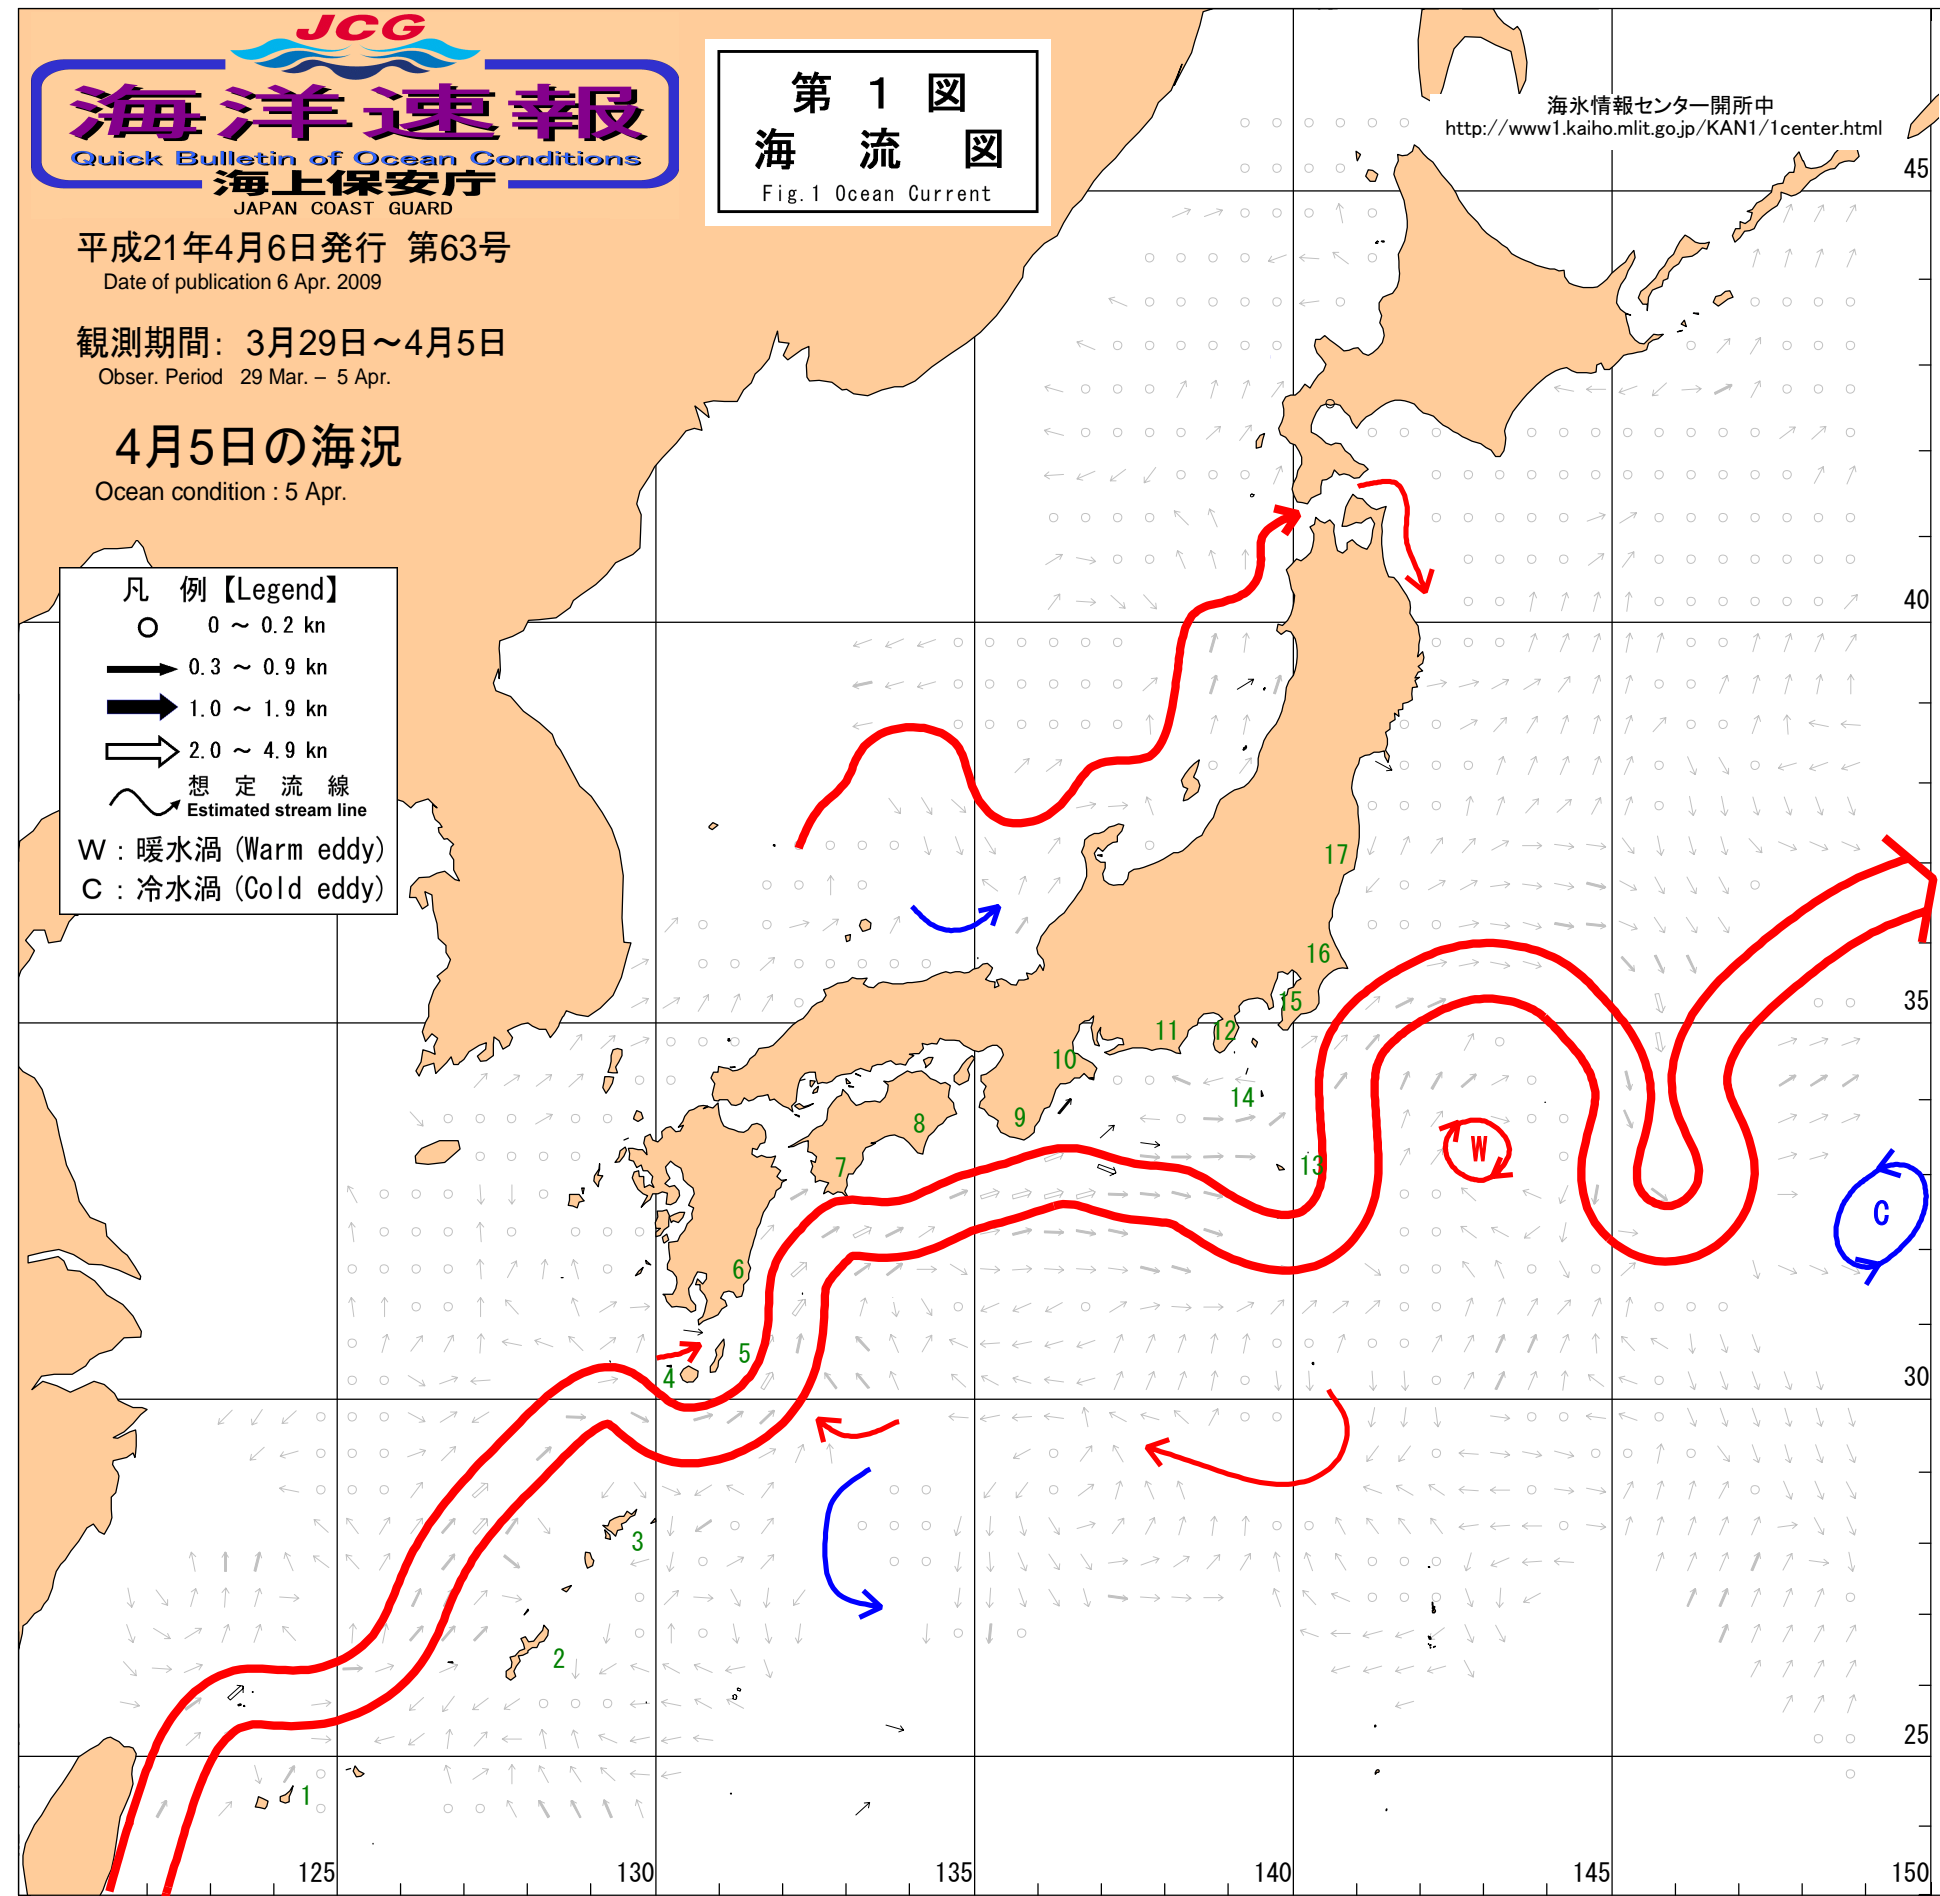 JCG
海洋速報
Quick Bulletin of Ocean Conditions
海上保安庁
JAPAN COAST GUARD
第 1 図
海 流 図
Fig.1 Ocean Current
海氷情報センター開所中
http://www1.kaiho.mlit.go.jp/KAN1/1center.html
平成21年4月6日発行 第63号
Date of publication 6 Apr. 2009
観測期間: 3月29日～4月5日
Obser. Period 29 Mar. – 5 Apr.
4月5日の海況
Ocean condition : 5 Apr.
凡 例【Legend】
0 ～ 0.2 kn
0.3 ～ 0.9 kn
1.0 ～ 1.9 kn
2.0 ～ 4.9 kn
想 定 流 線
Estimated stream line
W : 暖水渦 (Warm eddy)
C : 冷水渦 (Cold eddy)
45
40
35
30
25
17
16
15
12
11
10
14
9
8
7
13
W
C
6
5
4
3
2
1
125
130
135
140
145
150